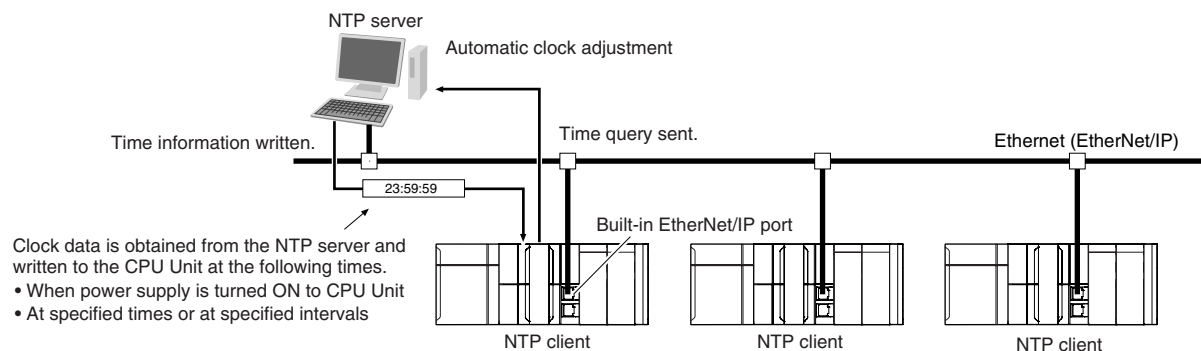 NTP server
Automatic clock adjustment
Time information written.
Time query sent.
Ethernet (EtherNet/IP)
23:59:59
Built-in EtherNet/IP port
Clock data is obtained from the NTP server and
written to the CPU Unit at the following times.
• When power supply is turned ON to CPU Unit
• At specified times or at specified intervals
NTP client
NTP client
NTP client